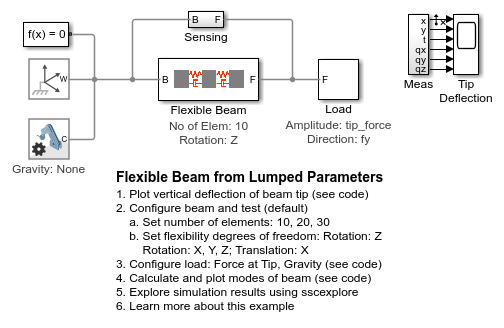 f(x) = 0
W
C
Gravity: None
B F
Sensing
B F
Flexible Beam
No of Elem: 10
Rotation: Z
F
Load
Amplitude: tip_force
Direction: fy
x
y
t
qx
qy
qz
x
Meas
Tip
Deflection
Flexible Beam from Lumped Parameters
1. Plot vertical deflection of beam tip (see code)
2. Configure beam and test (default)
a. Set number of elements: 10, 20, 30
b. Set flexibility degrees of freedom: Rotation: Z
Rotation: X, Y, Z; Translation: X
3. Configure load: Force at Tip, Gravity (see code)
4. Calculate and plot modes of beam (see code)
5. Explore simulation results using sscexplore
6. Learn more about this example